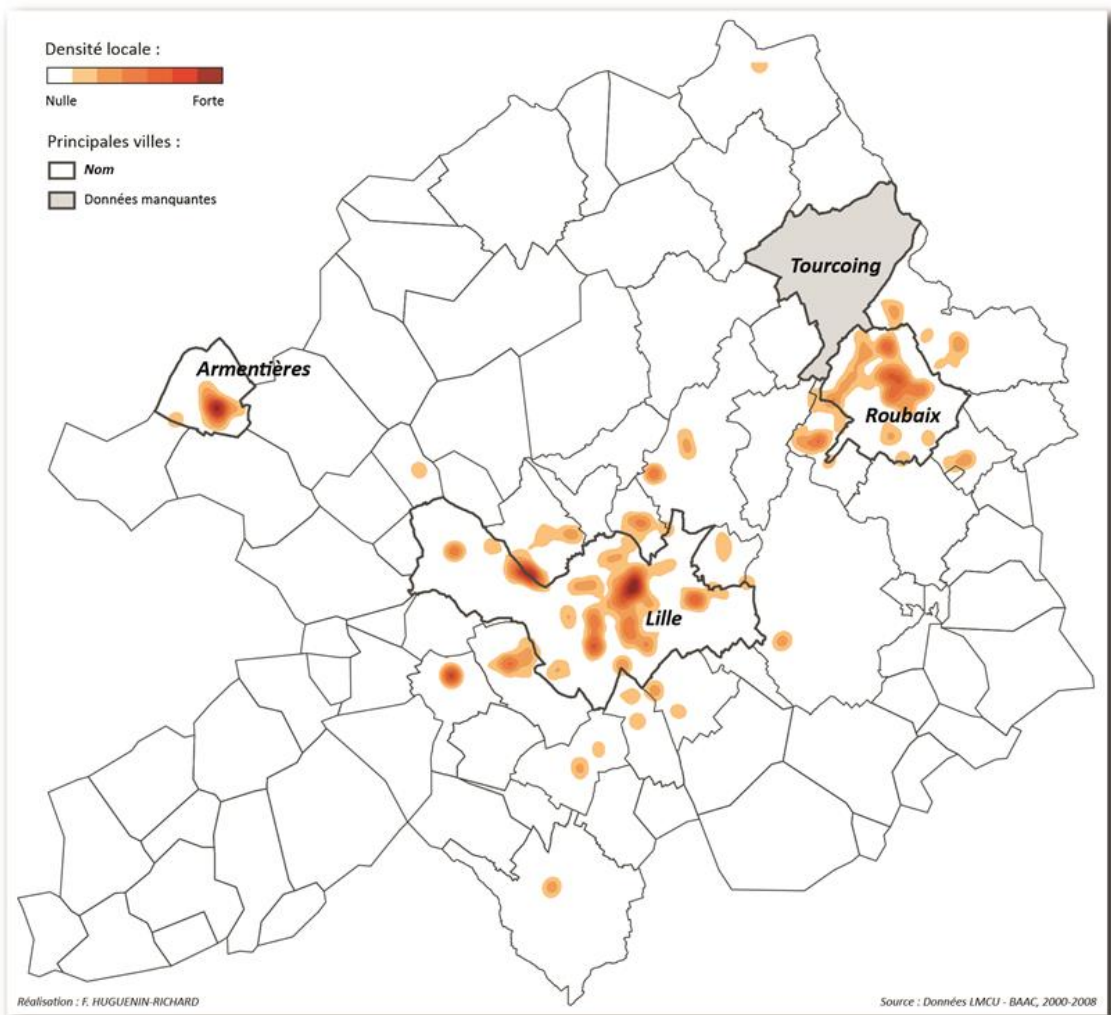 Densité locale :
Nulle
Forte
Principales villes :
Nom
Données manquantes
Tourcoing
Armentières
Roubaix
Lille
Réalisation : F. HUGUENIN-RICHARD
Source : Données LMCU - BAAC, 2000-2008